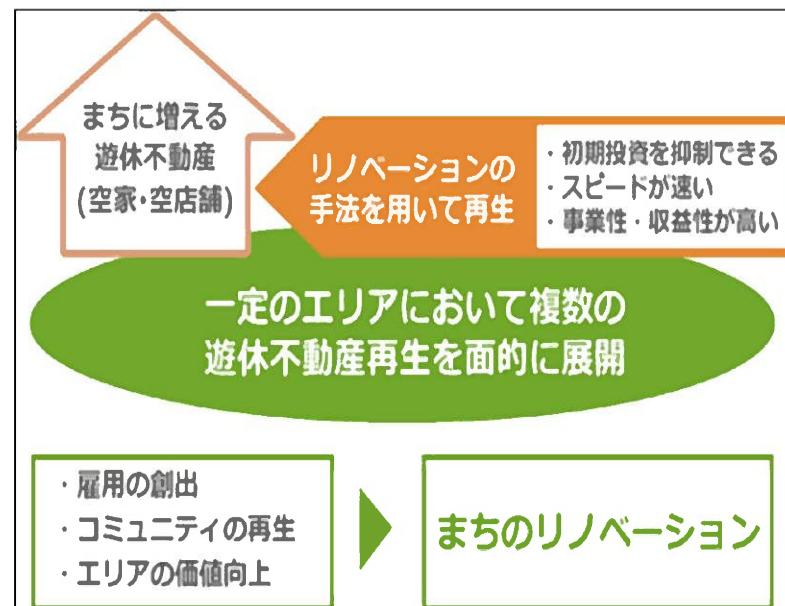 まちに増える
遊休不動産
(空家・空店舗)
リノベーションの
手法を用いて再生
・初期投資を抑制できる
・スピードが速い
・事業性・収益性が高い
一定のエリアにおいて複数の
遊休不動産再生を面的に展開
・雇用の創出
・コミュニティの再生
・エリアの価値向上
まちのリノベーション